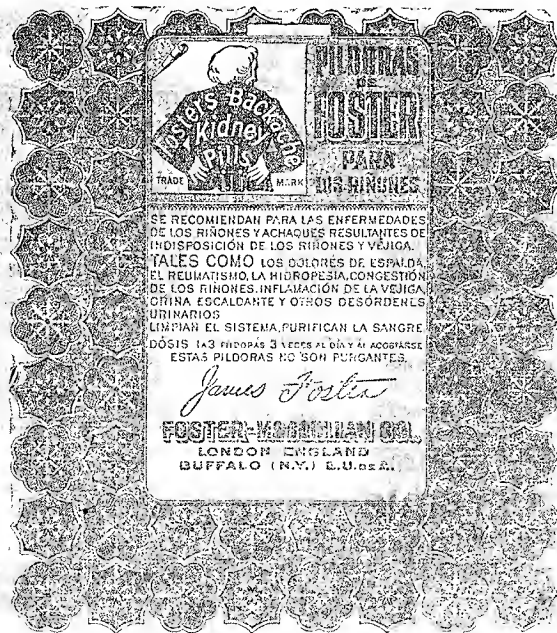 Foster's Backache
Kidney
Pills
TRADE MARK
PILDORAS
DE
FOSTER
PARA
LOS RIÑONES
SE RECOMIENDAN PARA LAS ENFERMEDADES
DE LOS RIÑONES Y ACHAQUES RESULTANTES DE
INDISPOSICIÓN DE LOS RIÑONES Y VEJIGA.
TALES COMO LOS DOLORES DE ESPALDA,
EL REUMATISMO, LA HIDROPESÍA, CONGESTIÓN
DE LOS RIÑONES, INFLAMACIÓN DE LA VEJIGA,
ORINA ESCALDANTE Y OTROS DESÓRDENES
URINARIOS
LIMPIAN EL SISTEMA, PURIFICAN LA SANGRE
DÓSIS 1 A 3 PÍLDORAS 3 VECES AL DÍA Y AL ACOSTARSE
ESTAS PILDORAS NO SON PURGANTES.
James Foster
FOSTER-McCLELLAN CO.,
LONDON ENGLAND
BUFFALO (N.Y.) E.U. DE A.